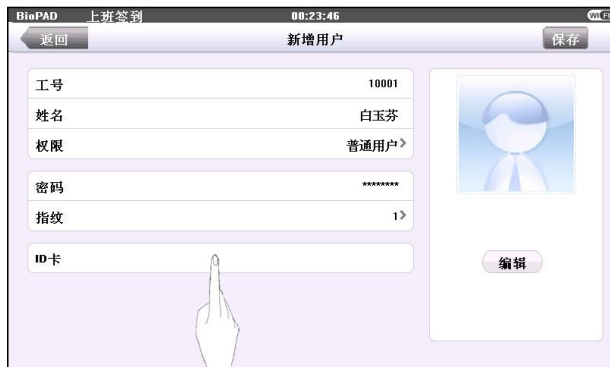 BioPAD 上班签到 00:23:46 WIFI
返回 新增用户 保存
工号 10001
姓名 白玉芬
权限 普通用户>
密码 ********
指纹 1>
ID卡
编辑